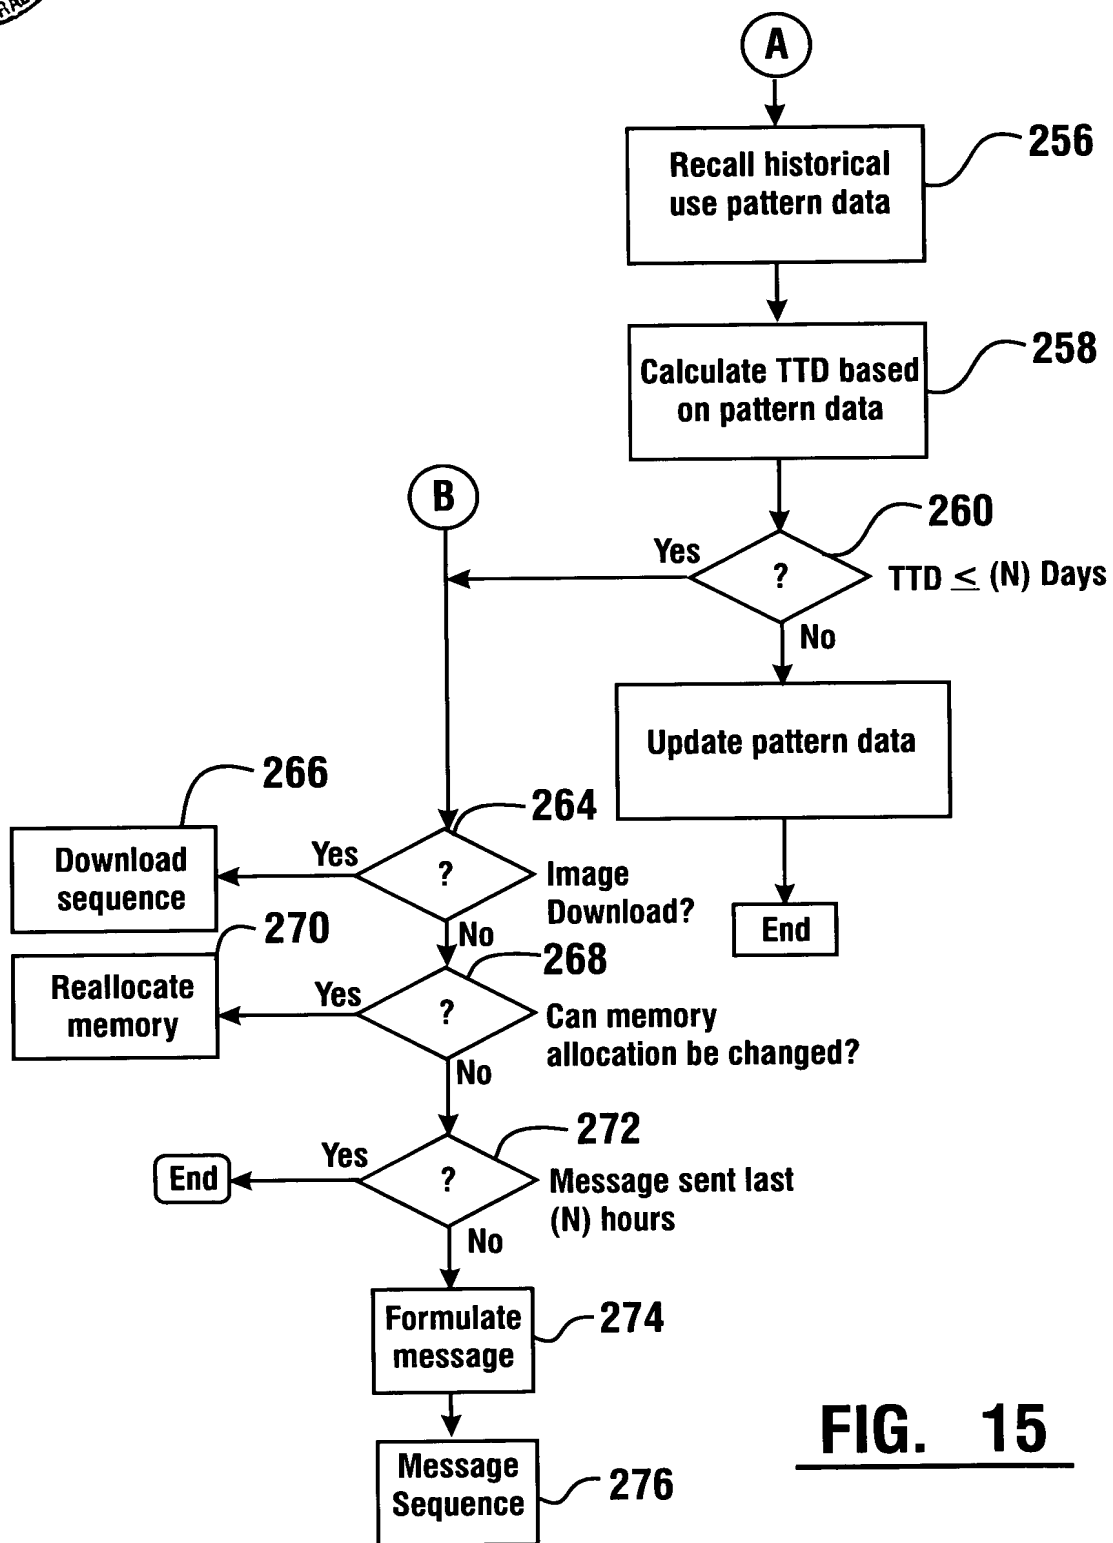 A
256
Recall historical
use pattern data
258
Calculate TTD based
on pattern data
B
260
Yes
?
TTD ≤ (N) Days
No
Update pattern data
End
266
264
Download
sequence
Yes
?
Image
Download?
No
270
268
Reallocate
memory
Yes
?
Can memory
allocation be changed?
No
272
End
Yes
?
Message sent last
(N) hours
No
Formulate
message
274
Message
Sequence
276
FIG. 15